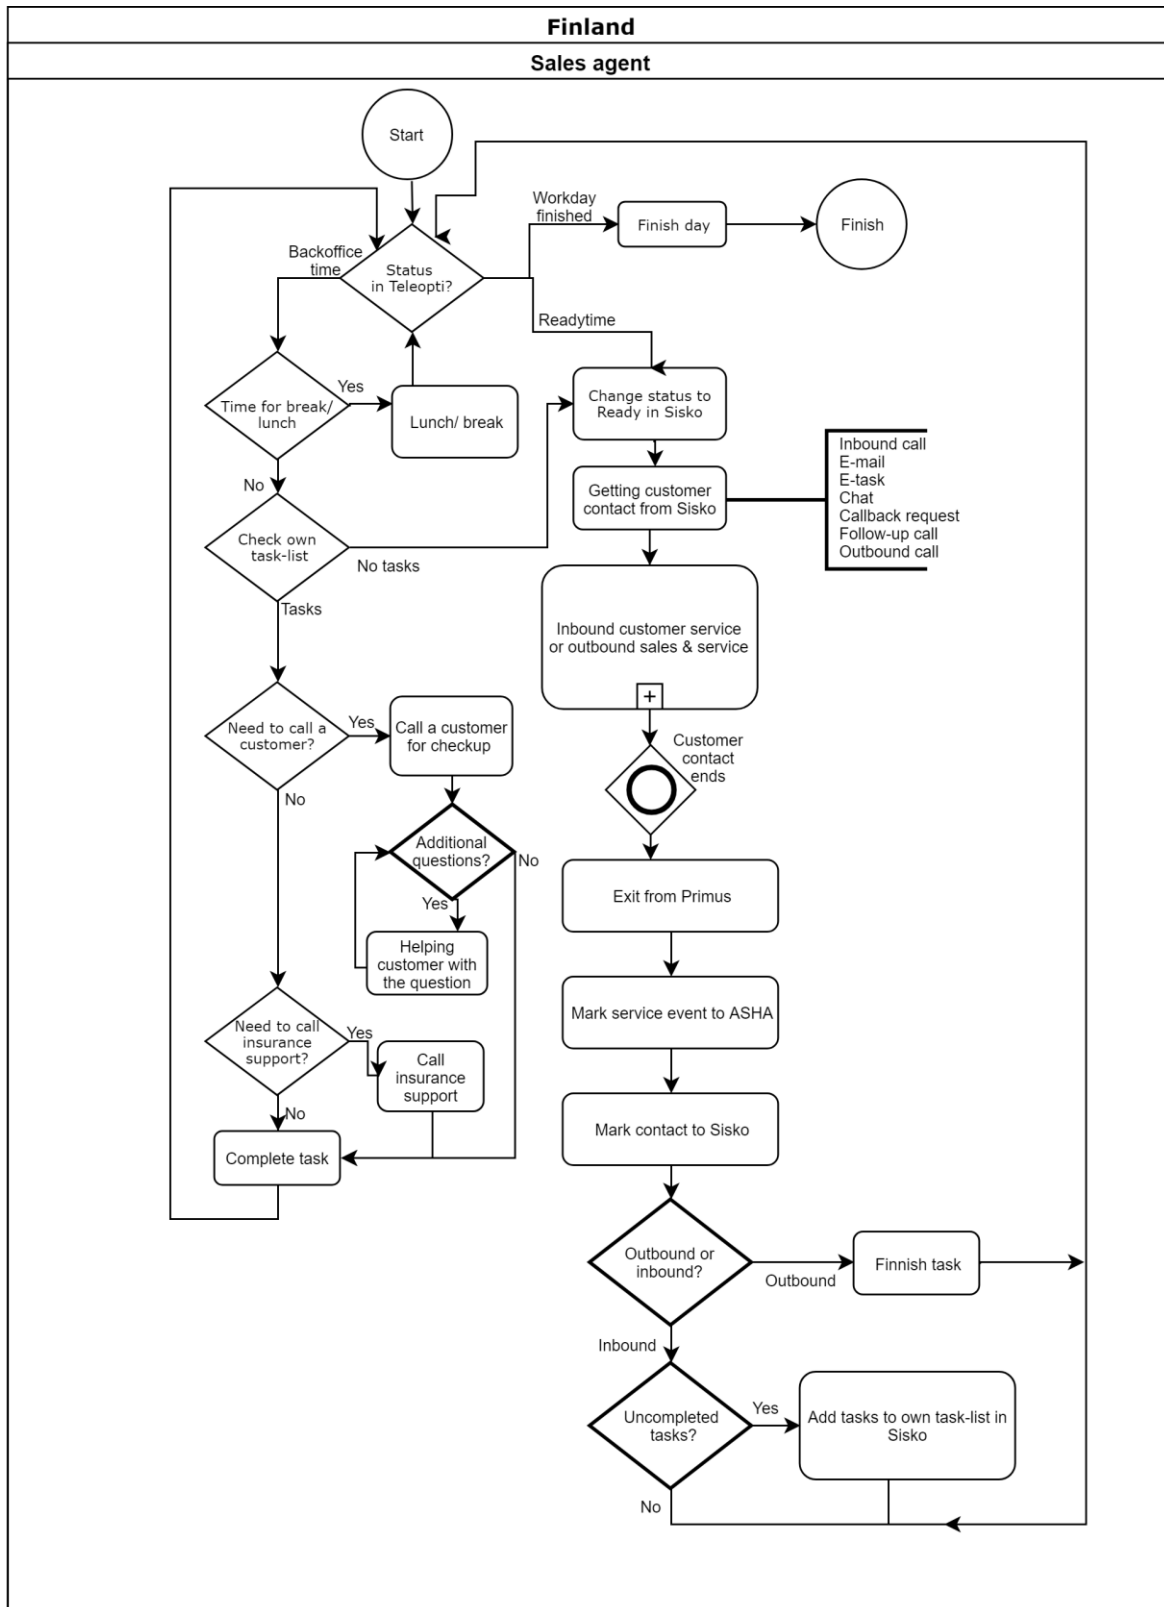 Finland
Sales agent
Start
Workday
finished
Finish day
Finish
Backoffice
time
Status
in Teleopti?
Readytime
Time for break/
lunch
Yes
Lunch/ break
Change status to
Ready in Sisko
No
Getting customer
contact from Sisko
Inbound call
E-mail
E-task
Chat
Callback request
Follow-up call
Outbound call
Check own
task-list
No tasks
Tasks
Inbound customer service
or outbound sales & service
+
Need to call a
customer?
Yes
Call a customer
for checkup
Customer
contact
ends
No
Additional
questions?
No
Yes
Helping
customer with
the question
Exit from Primus
Need to call
insurance
support?
Yes
Call
insurance
support
Mark service event to ASHA
No
Complete task
Mark contact to Sisko
Outbound or
inbound?
Outbound
Finnish task
Inbound
Uncompleted
tasks?
Yes
Add tasks to own task-list in
Sisko
No